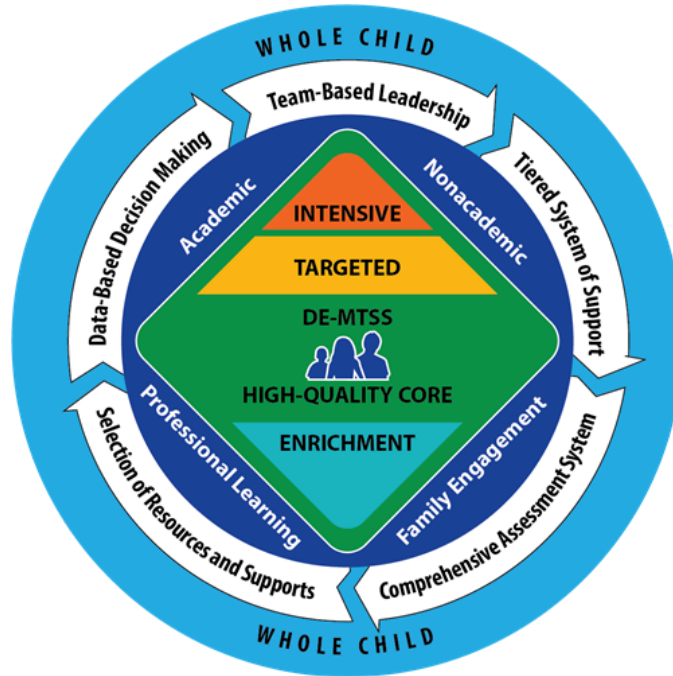 WHOLE CHILD
Team-Based Leadership
Tiered System of Support
Comprehensive Assessment System
Selection of Resources and Supports
Data-Based Decision Making
Academic
Nonacademic
INTENSIVE
TARGETED
DE-MTSS
HIGH-QUALITY CORE
ENRICHMENT
Professional Learning
Family Engagement
WHOLE CHILD